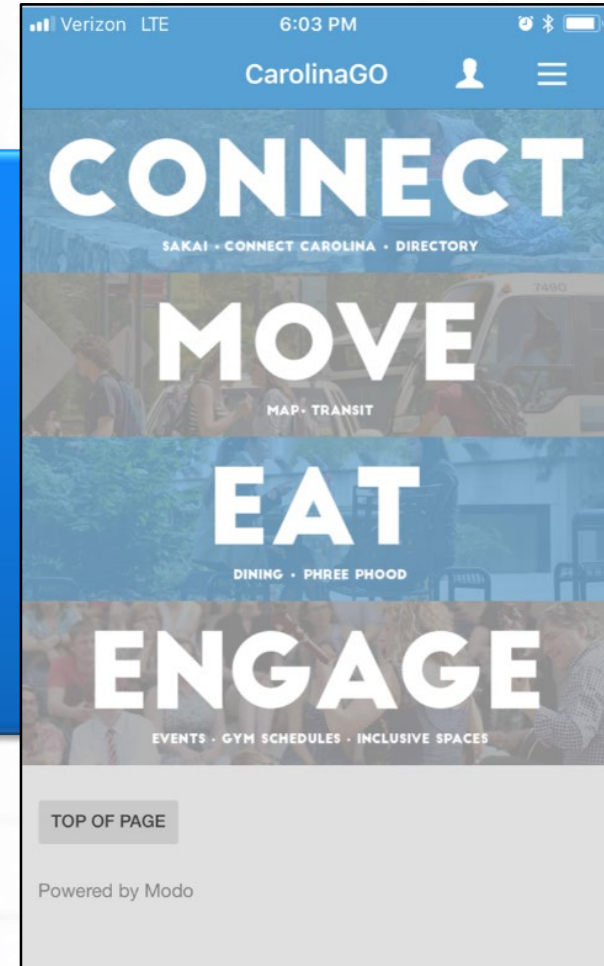 Verizon LTE 6:03 PM
CarolinaGO
CONNECT
SAKAI · CONNECT CAROLINA · DIRECTORY
7490
MOVE
MAP· TRANSIT
EAT
DINING · PHREE PHOOD
ENGAGE
EVENTS · GYM SCHEDULES · INCLUSIVE SPACES
TOP OF PAGE
Powered by Modo